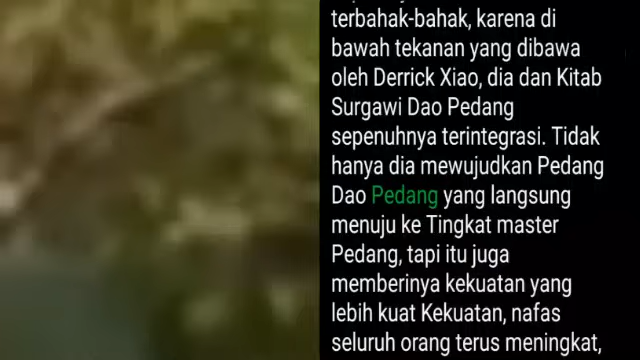 terbahak-bahak, karena di
bawah tekanan yang dibawa
oleh Derrick Xiao, dia dan Kitab
Surgawi Dao Pedang
sepenuhnya terintegrasi. Tidak
hanya dia mewujudkan Pedang
Dao Pedang yang langsung
menuju ke Tingkat master
Pedang, tapi itu juga
memberinya kekuatan yang
lebih kuat Kekuatan, nafas
seluruh orang terus meningkat,